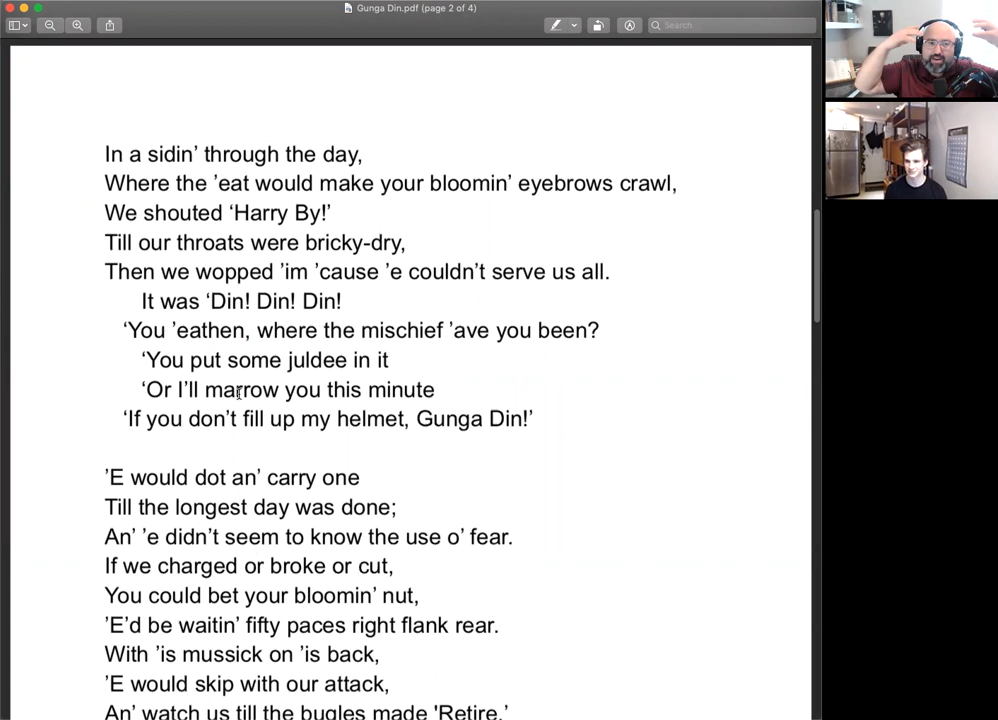 Gunga Din.pdf (page 2 of 4)
Search
In a sidin’ through the day,
Where the ’eat would make your bloomin’ eyebrows crawl,
We shouted ‘Harry By!’
Till our throats were bricky-dry,
Then we wopped ’im ’cause ’e couldn’t serve us all.
It was ‘Din! Din! Din!
‘You ’eathen, where the mischief ’ave you been?
‘You put some juldee in it
‘Or I’ll marrow you this minute
‘If you don’t fill up my helmet, Gunga Din!’
’E would dot an’ carry one
Till the longest day was done;
An’ ’e didn’t seem to know the use o’ fear.
If we charged or broke or cut,
You could bet your bloomin’ nut,
’E’d be waitin’ fifty paces right flank rear.
With ’is mussick on ’is back,
’E would skip with our attack,
An’ watch us till the bugles made 'Retire,’